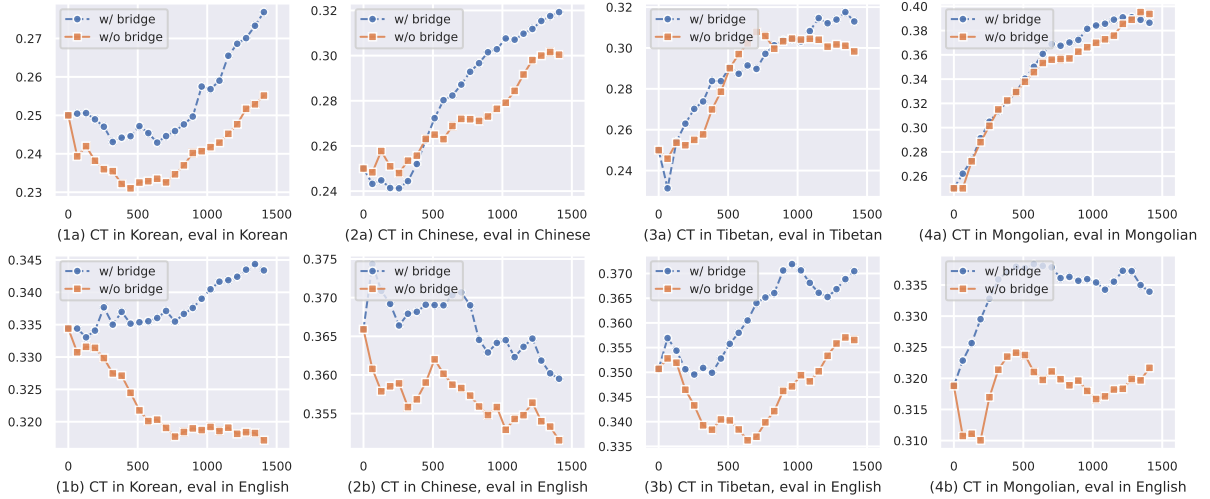 w/ bridge
w/o bridge
0.27
0.26
0.25
0.24
0.23
0 500 1000 1500
(1a) CT in Korean, eval in Korean
0.32
0.30
0.28
0.26
0.24
w/ bridge
w/o bridge
0 500 1000 1500
(2a) CT in Chinese, eval in Chinese
0.32
0.30
0.28
0.26
0.24
w/ bridge
w/o bridge
0 500 1000 1500
(3a) CT in Tibetan, eval in Tibetan
0.40
0.38
0.36
0.34
0.32
0.30
0.28
0.26
w/ bridge
w/o bridge
0 500 1000 1500
(4a) CT in Mongolian, eval in Mongolian
0.345
0.340
0.335
0.330
0.325
0.320
w/ bridge
w/o bridge
0 500 1000 1500
(1b) CT in Korean, eval in English
0.375
0.370
0.365
0.360
0.355
w/ bridge
w/o bridge
0 500 1000 1500
(2b) CT in Chinese, eval in English
0.370
0.365
0.360
0.355
0.350
0.345
0.340
0.335
w/ bridge
w/o bridge
0 500 1000 1500
(3b) CT in Tibetan, eval in English
0.335
0.330
0.325
0.320
0.315
0.310
w/ bridge
w/o bridge
0 500 1000 1500
(4b) CT in Mongolian, eval in English